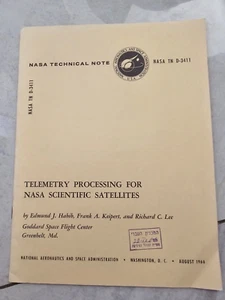 NASA TECHNICAL NOTE
NASA TN D-3411
NASA TN D-3411
TELEMETRY PROCESSING FOR
NASA SCIENTIFIC SATELLITES
by Edmund J. Habib, Frank A. Keipert, and Richard C. Lee
Goddard Space Flight Center
Greenbelt, Md.
NATIONAL AERONAUTICS AND SPACE ADMINISTRATION • WASHINGTON, D. C. • AUGUST 1966